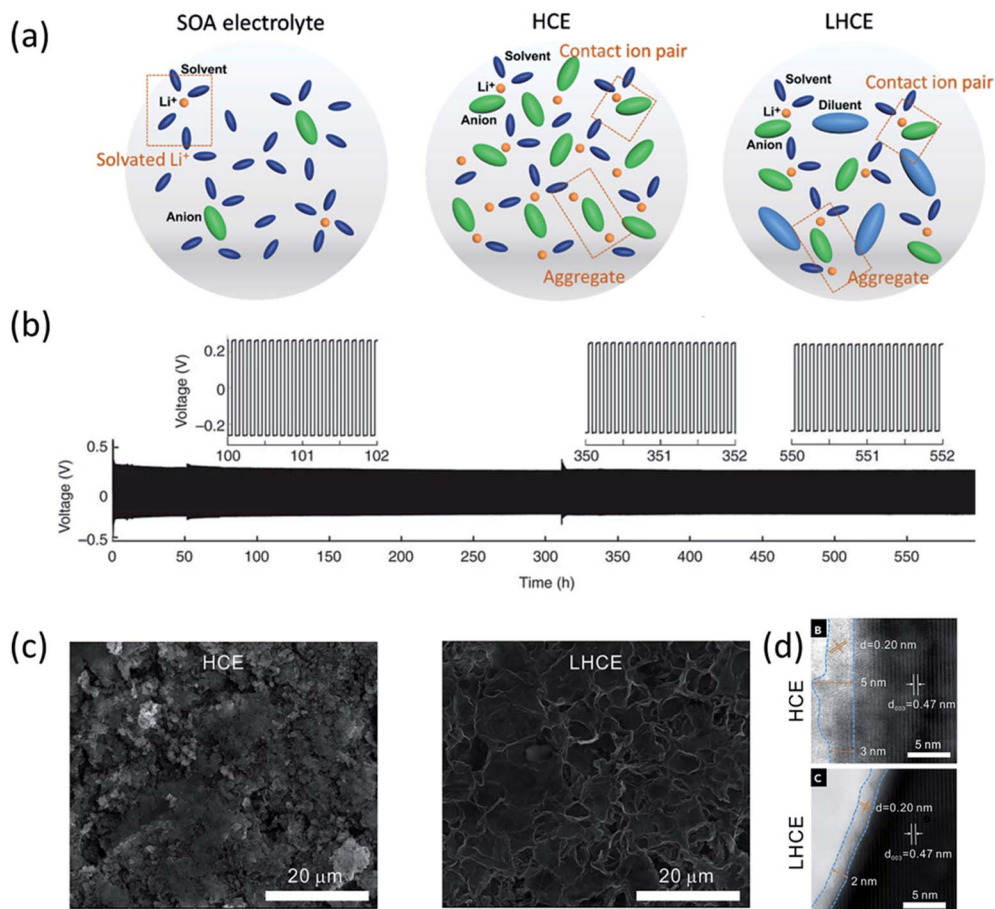 (a)
SOA electrolyte
HCE
LHCE
Solvent
Li⁺
Solvated Li⁺
Anion
Solvent
Contact ion pair
Li⁺
Anion
Aggregate
Solvent
Contact ion pair
Li⁺
Diluent
Anion
Aggregate
(b)
Voltage (V)
0.2
0
−0.2
100 101 102
350 351 352
550 551 552
Voltage (V)
0.5
0
−0.5
0 50 100 150 200 250 300 350 400 450 500 550
Time (h)
(c)
HCE
20 μm
LHCE
20 μm
(d)
HCE
B
d=0.20 nm
5 nm
d₀₀₃=0.47 nm
3 nm
5 nm
LHCE
C
d=0.20 nm
d₀₀₃=0.47 nm
2 nm
5 nm